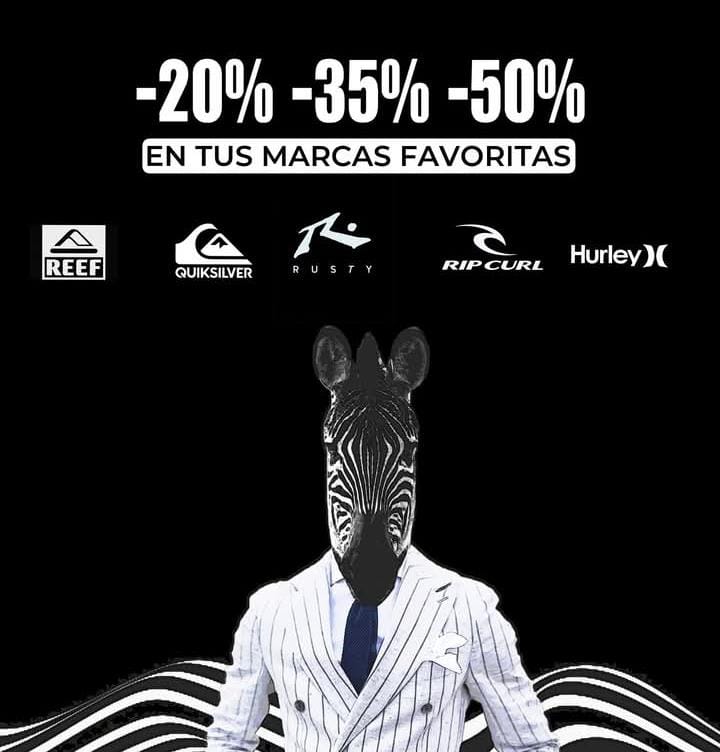 -20% -35% -50%
EN TUS MARCAS FAVORITAS
REEF
QUIKSILVER
RUSTY
RIP CURL
Hurley